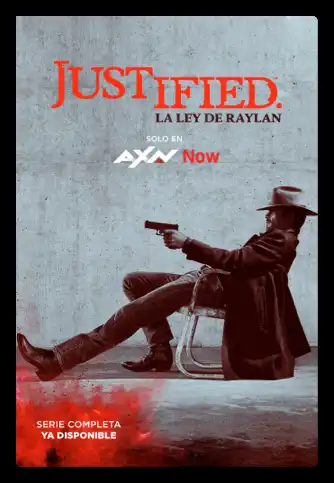 JUSTIFIED.
LA LEY DE RAYLAN
SOLO EN
AXN Now
SERIE COMPLETA
YA DISPONIBLE